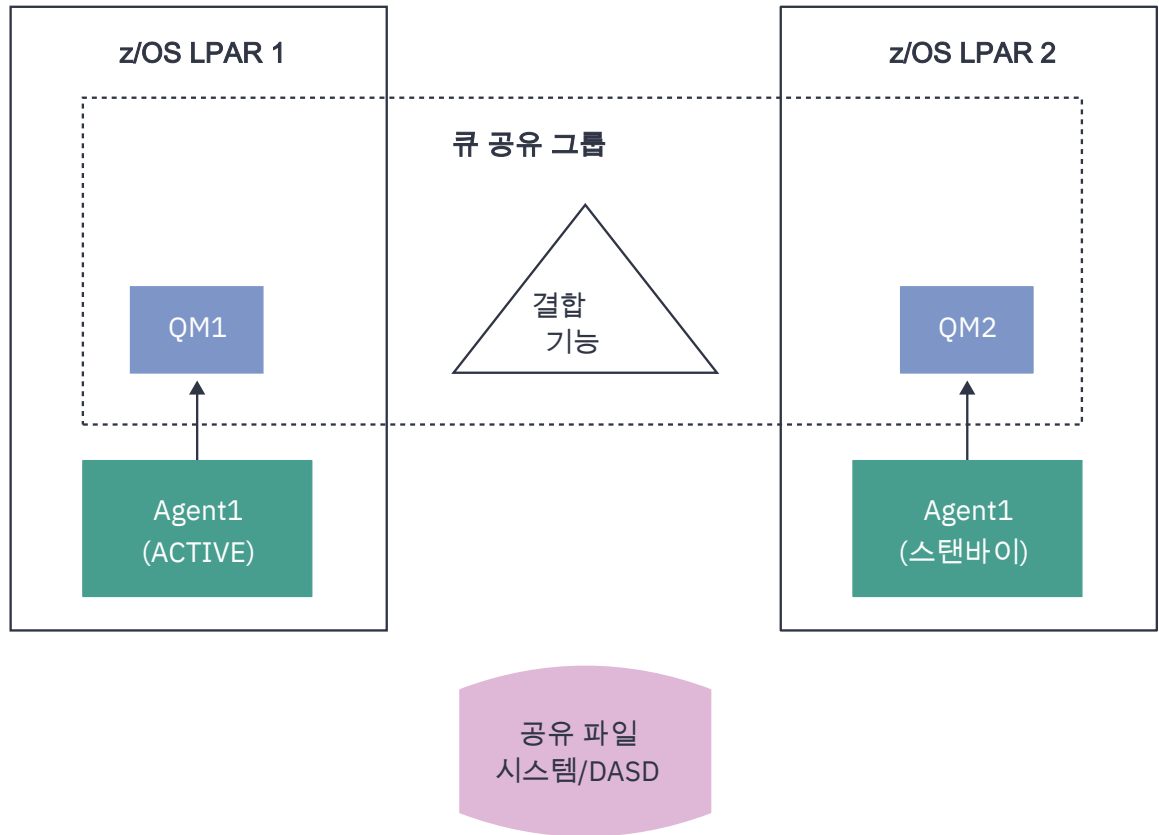 z/OS LPAR 1
z/OS LPAR 2
큐 공유 그룹
결합
기능
QM1
QM2
Agent1
(ACTIVE)
Agent1
(스탠바이)
공유 파일
시스템/DASD